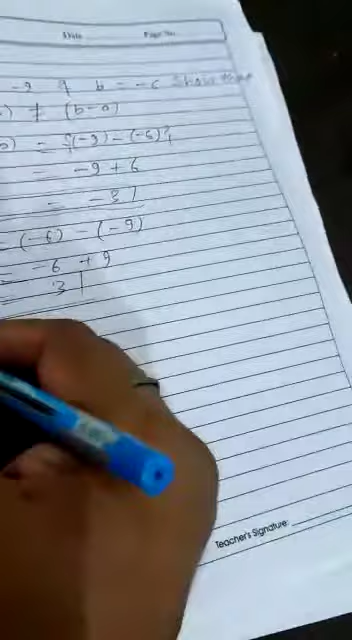 Date Page No.
-9 & b = -6 Show that
) ≠ (b-a)
b) = {(-9) - (-6)}
= -9 + 6
= -3
= (-6) - (-9)
= -6 + 9
= 3
Teacher's Signature: